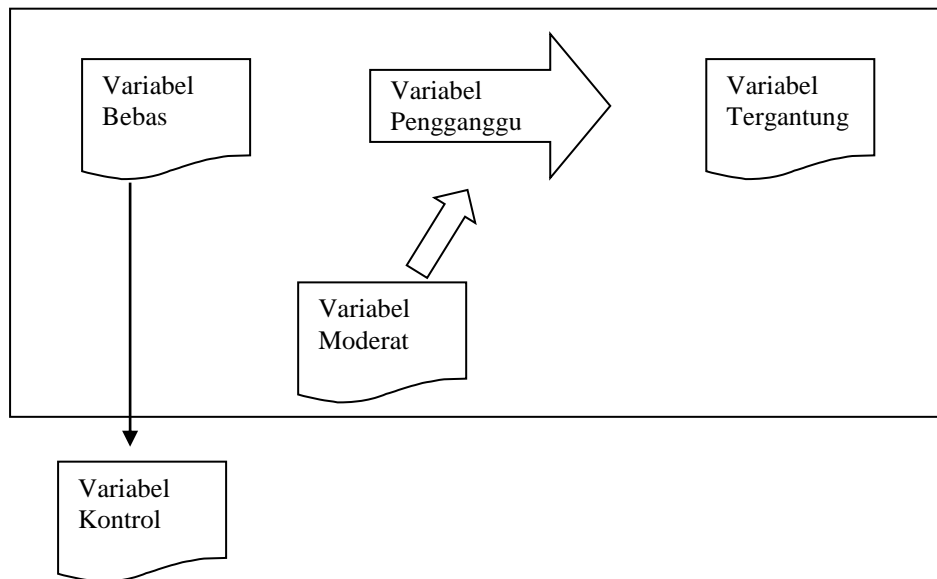 Variabel
Bebas
Variabel
Pengganggu
Variabel
Tergantung
Variabel
Moderat
Variabel
Kontrol